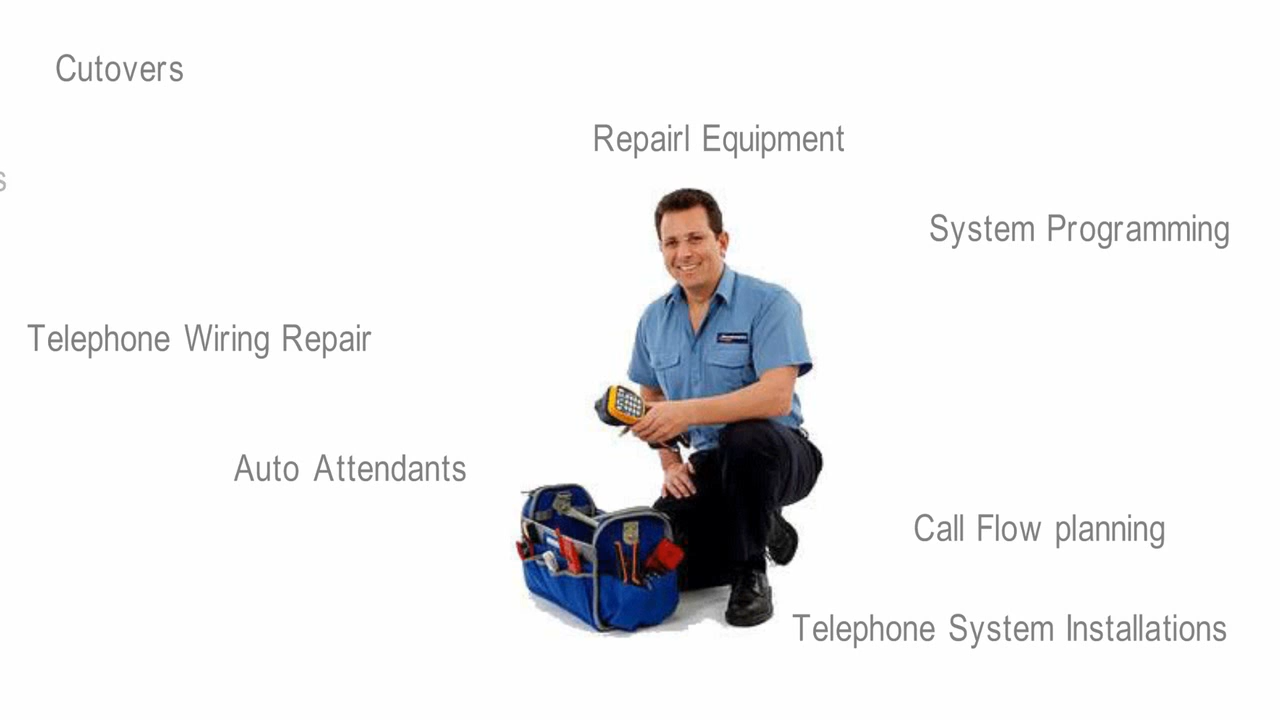 Cutovers
Repairl Equipment
s
System Programming
Telephone Wiring Repair
Auto Attendants
Call Flow planning
Telephone System Installations